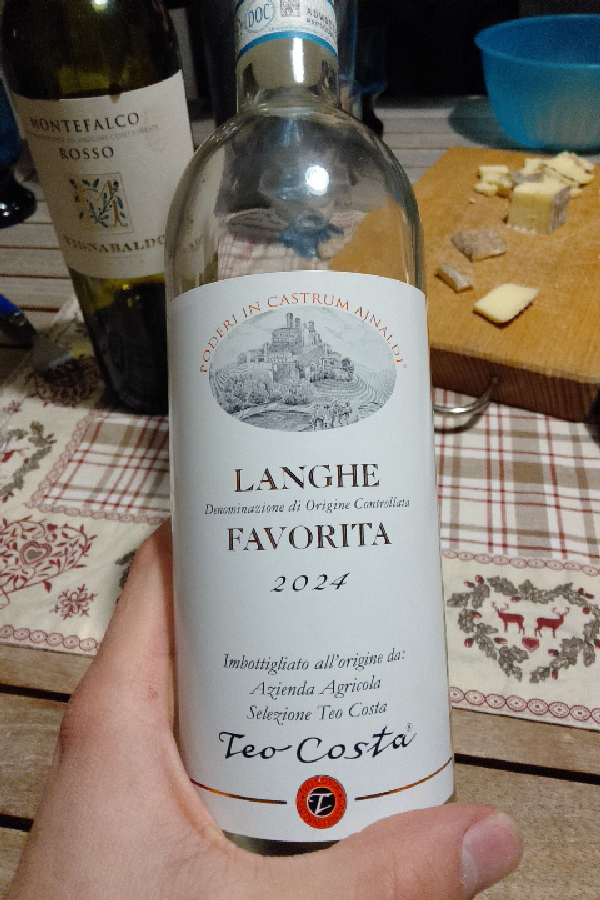 DOC
MONTEFALCO
ROSSO
PODERI IN CASTRUM AINALDI®
LANGHE
Denominazione di Origine Controllata
FAVORITA
2024
Imbottigliato all'origine da:
Azienda Agricola
Selezione Teo Costa
Teo Costa®